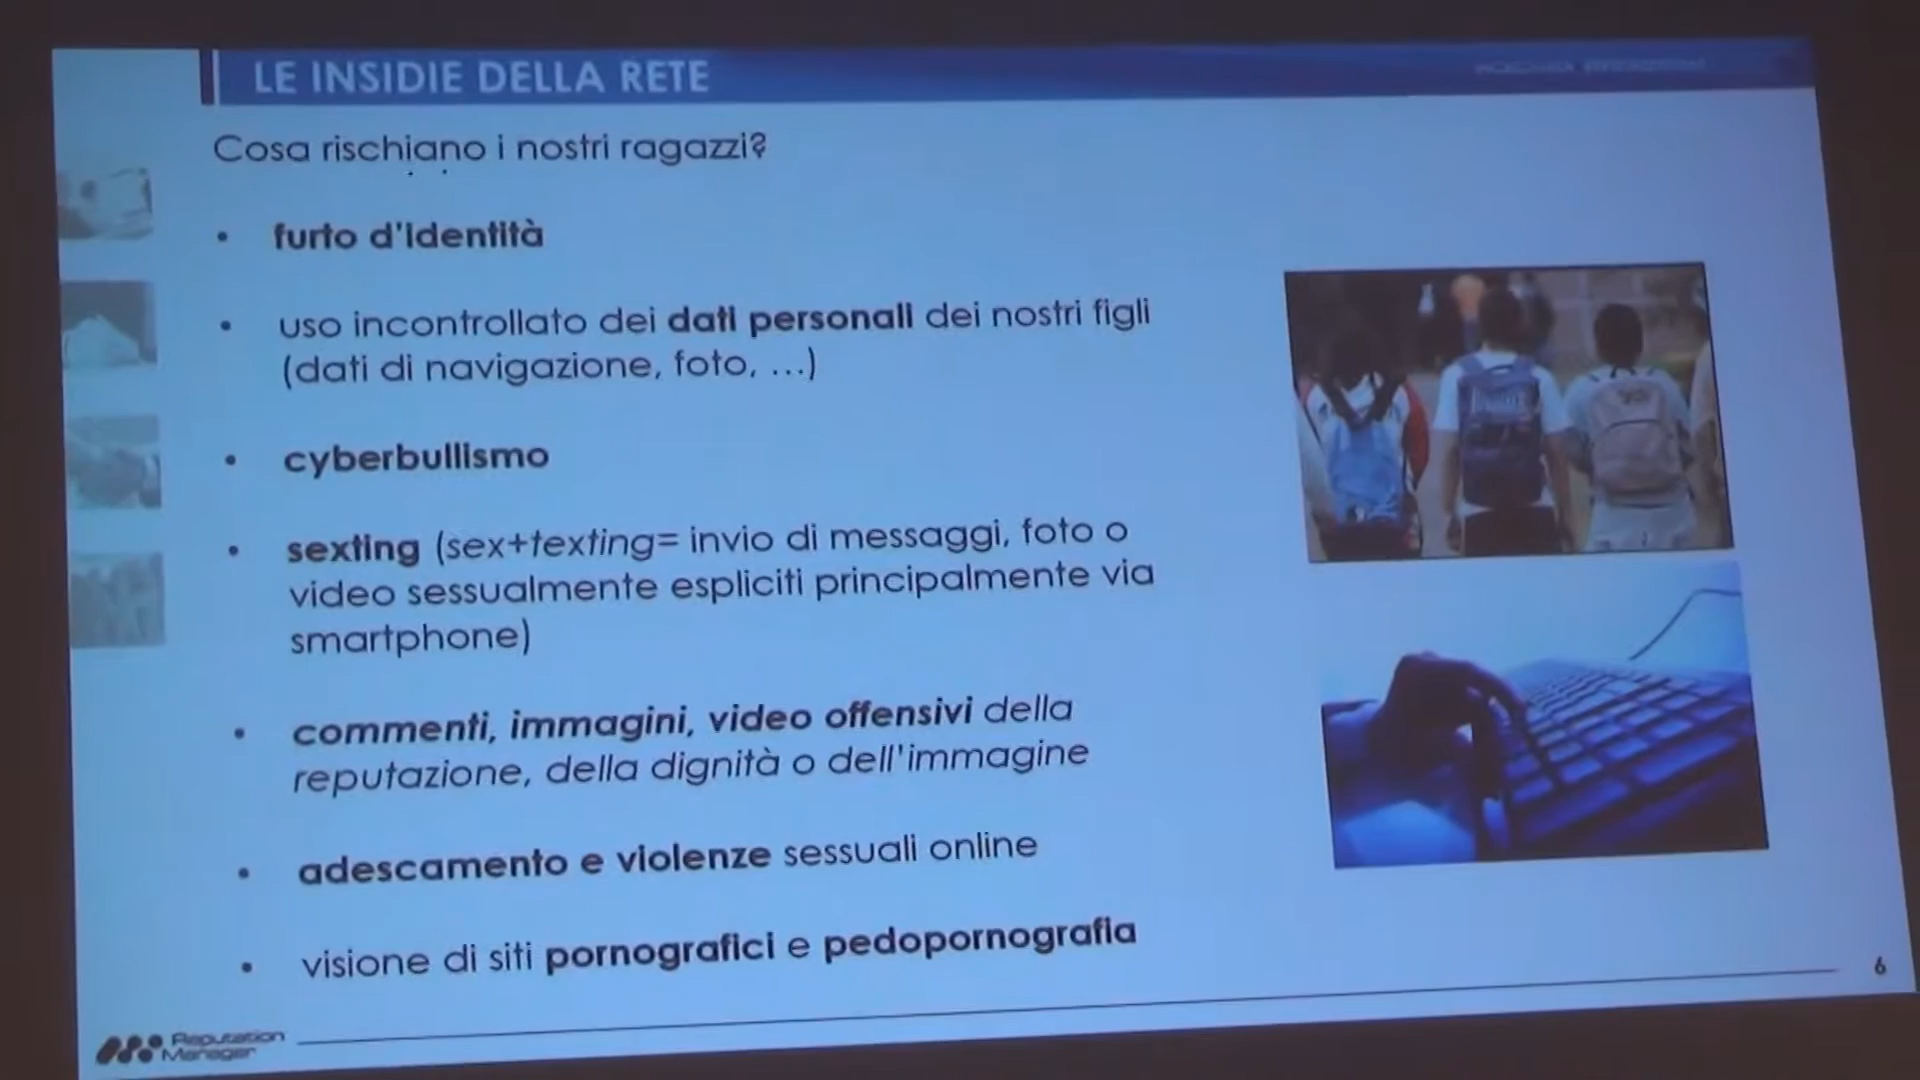 LE INSIDIE DELLA RETE
Cosa rischiano i nostri ragazzi?
• furto d'identità
• uso incontrollato dei dati personali dei nostri figli
(dati di navigazione, foto, ...)
• cyberbullismo
• sexting (sex+texting= invio di messaggi, foto o
video sessualmente espliciti principalmente via
smartphone)
• commenti, immagini, video offensivi della
reputazione, della dignità o dell'immagine
• adescamento e violenze sessuali online
• visione di siti pornografici e pedopornografia
6
Reputation
Manager